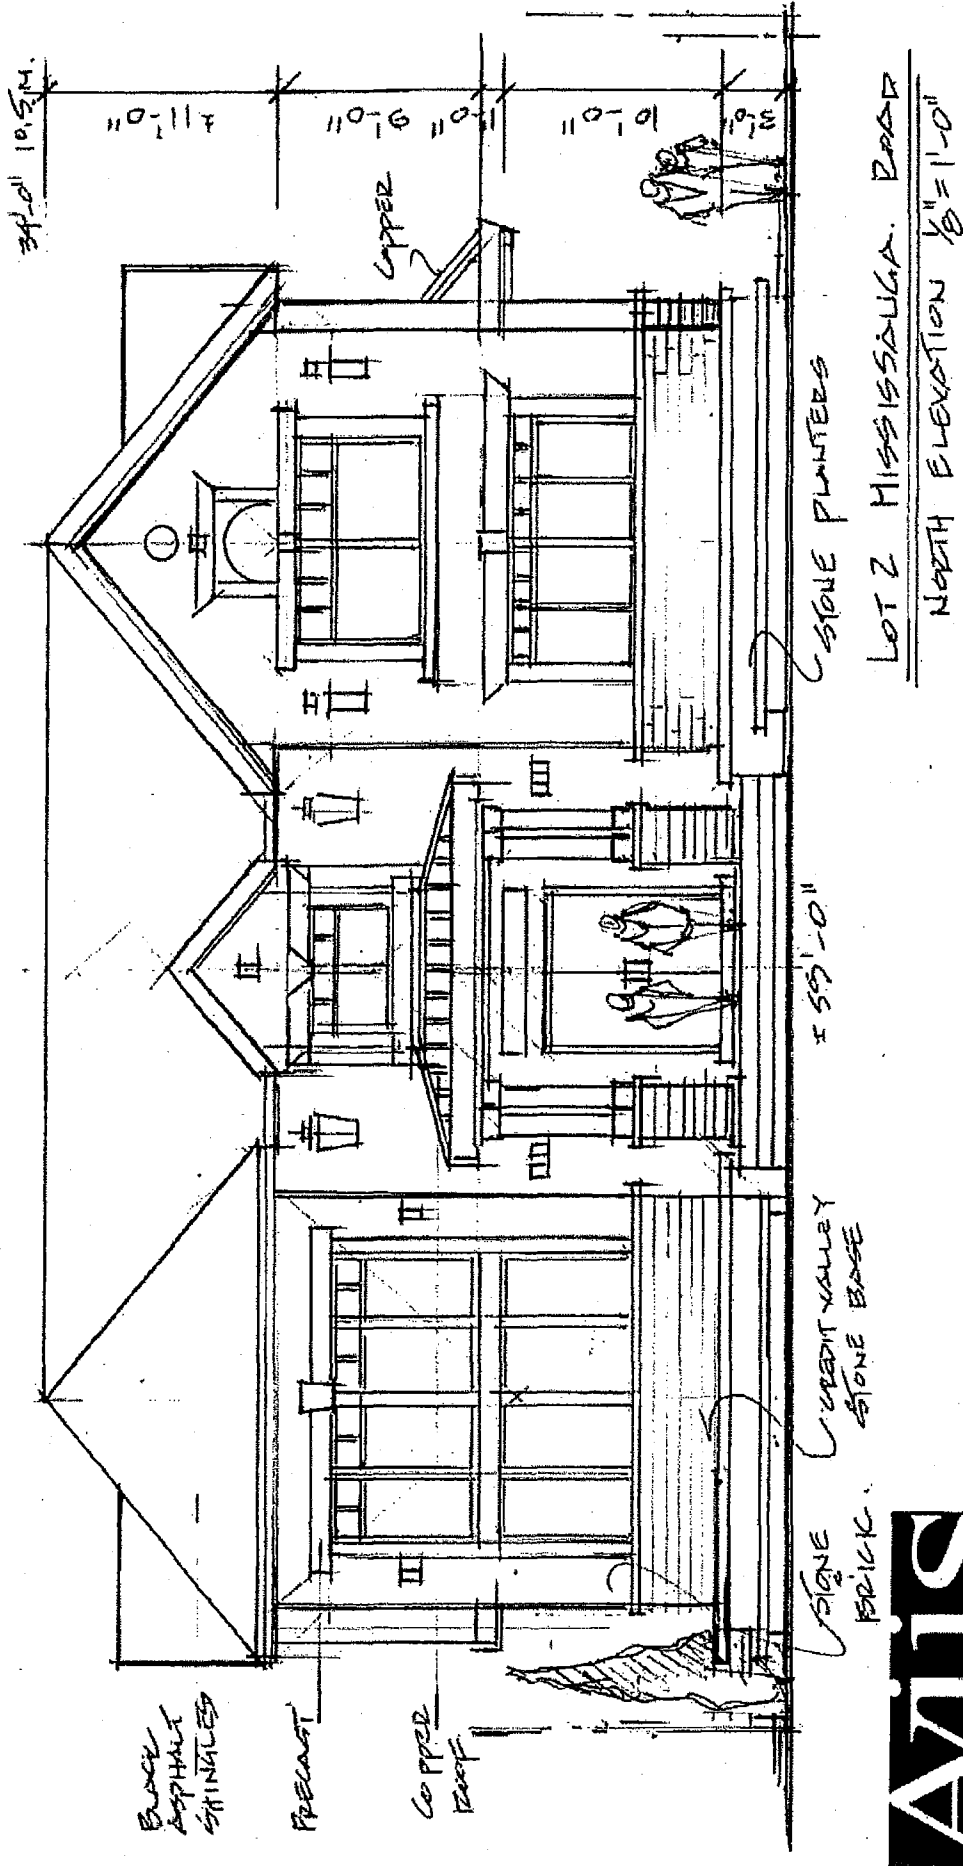 34'-0" 10.5 M.
± 11'-0"
9'-0"
1'-0"
10'-0"
3'-0"
COPPER
BLACK
ASPHALT
SHINGLES
PRECAST
COPPER
ROOF
STONE
BRICK.
CREDIT VALLEY
STONE BASE
± 55'-0"
STONE PLANTERS
LOT 2 MISSISSAUGA. ROAD
NORTH ELEVATION 1/8" = 1'-0"